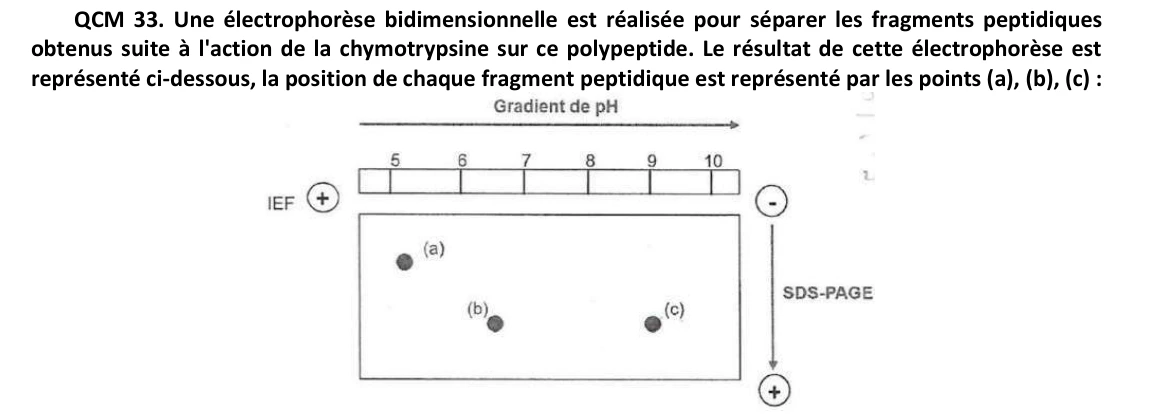 QCM 33. Une électrophorèse bidimensionnelle est réalisée pour séparer les fragments peptidiques
obtenus suite à l'action de la chymotrypsine sur ce polypeptide. Le résultat de cette électrophorèse est
représenté ci-dessous, la position de chaque fragment peptidique est représenté par les points (a), (b), (c) :
Gradient de pH
5 6 7 8 9 10
IEF + -
(a)
(b) (c)
SDS-PAGE
+